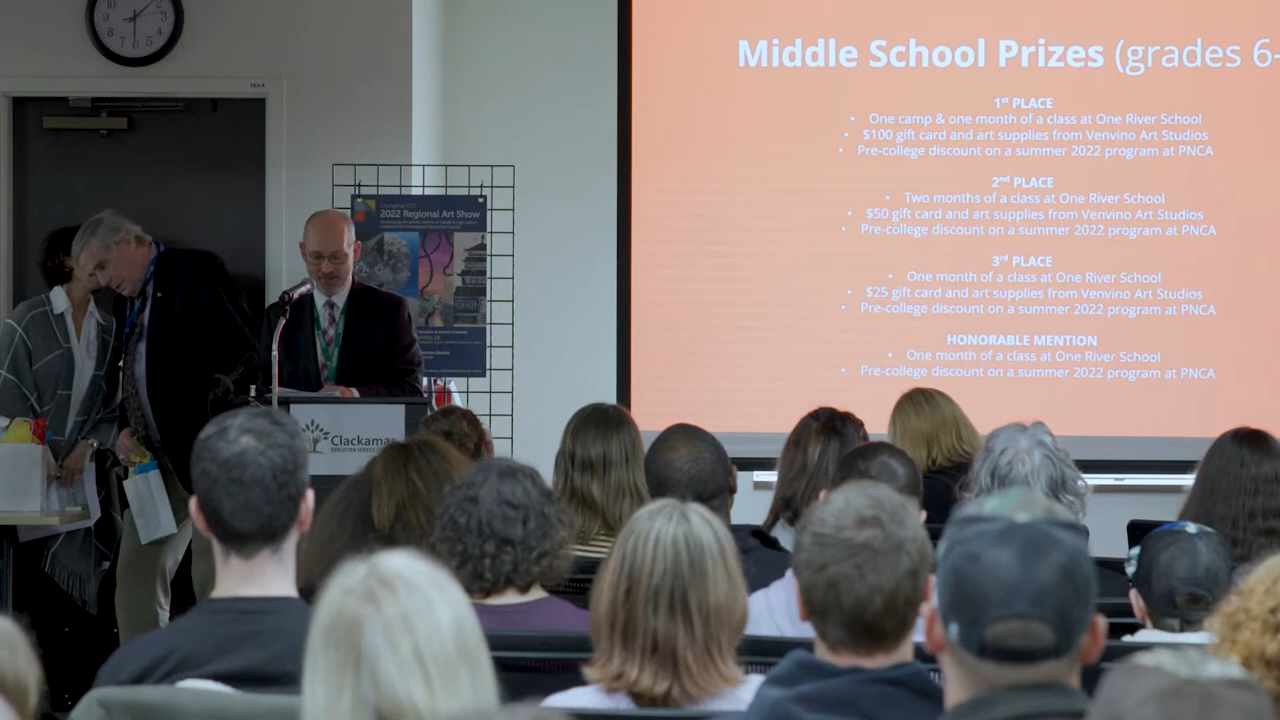 Middle School Prizes (grades 6-
1st PLACE
• One camp & one month of a class at One River School
• $100 gift card and art supplies from Venvino Art Studios
• Pre-college discount on a summer 2022 program at PNCA
2nd PLACE
• Two months of a class at One River School
• $50 gift card and art supplies from Venvino Art Studios
• Pre-college discount on a summer 2022 program at PNCA
3rd PLACE
• One month of a class at One River School
• $25 gift card and art supplies from Venvino Art Studios
• Pre-college discount on a summer 2022 program at PNCA
HONORABLE MENTION
• One month of a class at One River School
• Pre-college discount on a summer 2022 program at PNCA
Clackamas ESD
2022 Regional Art Show
Clackamas
EDUCATION SERVICE